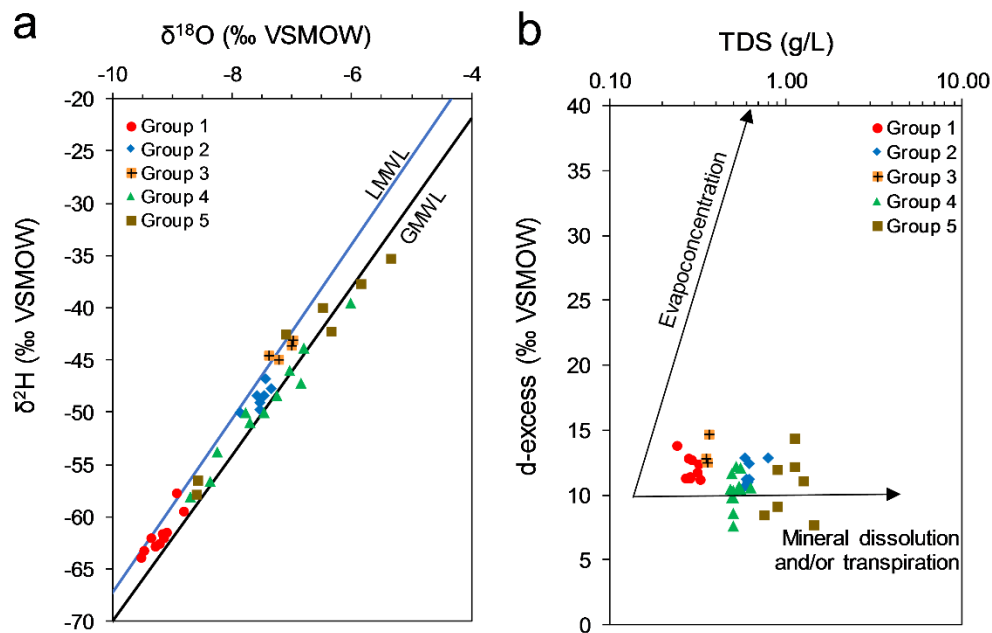 a
δ¹⁸O (‰ VSMOW)
-10 -8 -6 -4
-20
-25
-30
-35
-40
-45
-50
-55
-60
-65
-70
δ²H (‰ VSMOW)
Group 1
Group 2
Group 3
Group 4
Group 5
LMWL
GMWL
b
TDS (g/L)
0.10 1.00 10.00
40
35
30
25
20
15
10
5
0
d-excess (‰ VSMOW)
Group 1
Group 2
Group 3
Group 4
Group 5
Evapoconcentration
Mineral dissolution
and/or transpiration